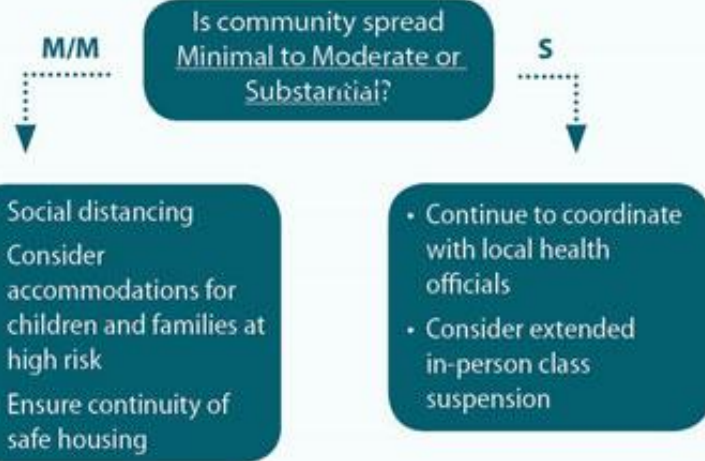 Is community spread
Minimal to Moderate or
Substantial?
M/M
S
Social distancing
Consider
accommodations for
children and families at
high risk
Ensure continuity of
safe housing
• Continue to coordinate
with local health
officials
• Consider extended
in-person class
suspension